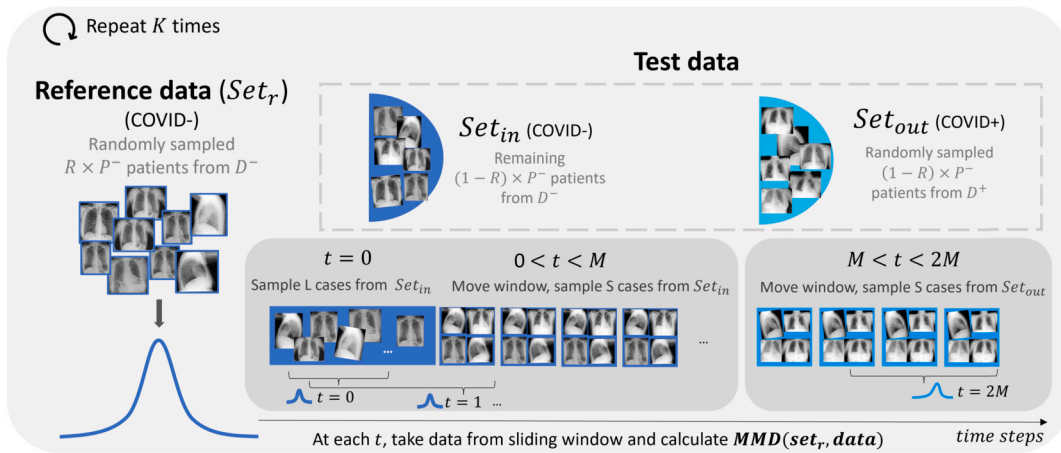 Repeat K times
Reference data (Set_r)
(COVID-)
Randomly sampled
R × P⁻ patients from D⁻
Test data
Set_in (COVID-)
Remaining
(1 − R) × P⁻ patients
from D⁻
Set_out (COVID+)
Randomly sampled
(1 − R) × P⁻
patients from D⁺
t = 0
Sample L cases from Set_in
0 < t < M
Move window, sample S cases from Set_in
M < t < 2M
Move window, sample S cases from Set_out
...
...
t = 0
t = 1 ...
t = 2M
At each t, take data from sliding window and calculate MMD(set_r, data)
time steps